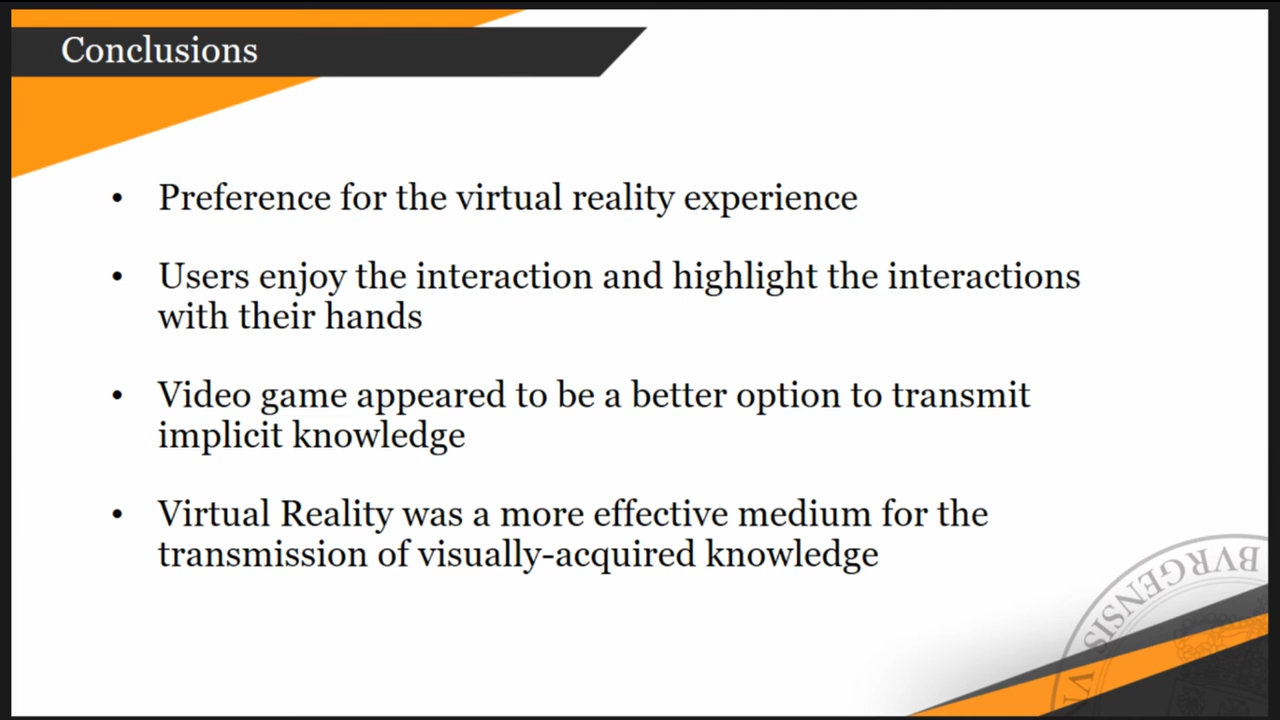 Conclusions
• Preference for the virtual reality experience
• Users enjoy the interaction and highlight the interactions
with their hands
• Video game appeared to be a better option to transmit
implicit knowledge
• Virtual Reality was a more effective medium for the
transmission of visually-acquired knowledge
BVRGENSIS